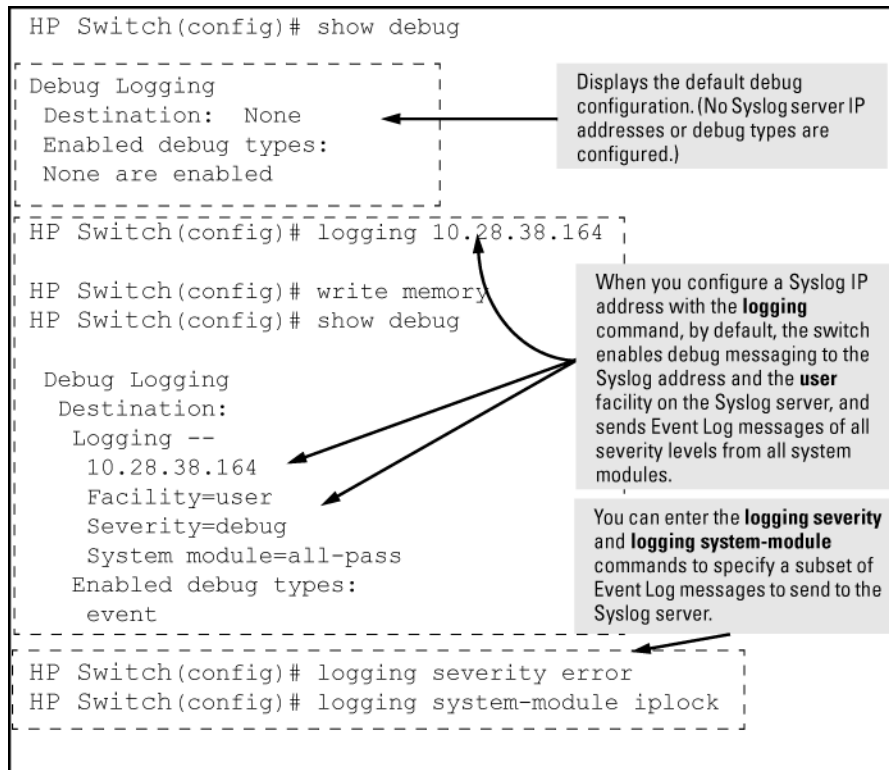 HP Switch(config)# show debug
Debug Logging
Destination: None
Enabled debug types:
None are enabled
Displays the default debug
configuration. (No Syslog server IP
addresses or debug types are
configured.)
HP Switch(config)# logging 10.28.38.164
HP Switch(config)# write memory
HP Switch(config)# show debug
Debug Logging
Destination:
Logging --
10.28.38.164
Facility=user
Severity=debug
System module=all-pass
Enabled debug types:
event
When you configure a Syslog IP
address with the logging
command, by default, the switch
enables debug messaging to the
Syslog address and the user
facility on the Syslog server, and
sends Event Log messages of all
severity levels from all system
modules.
You can enter the logging severity
and logging system-module
commands to specify a subset of
Event Log messages to send to the
Syslog server.
HP Switch(config)# logging severity error
HP Switch(config)# logging system-module iplock